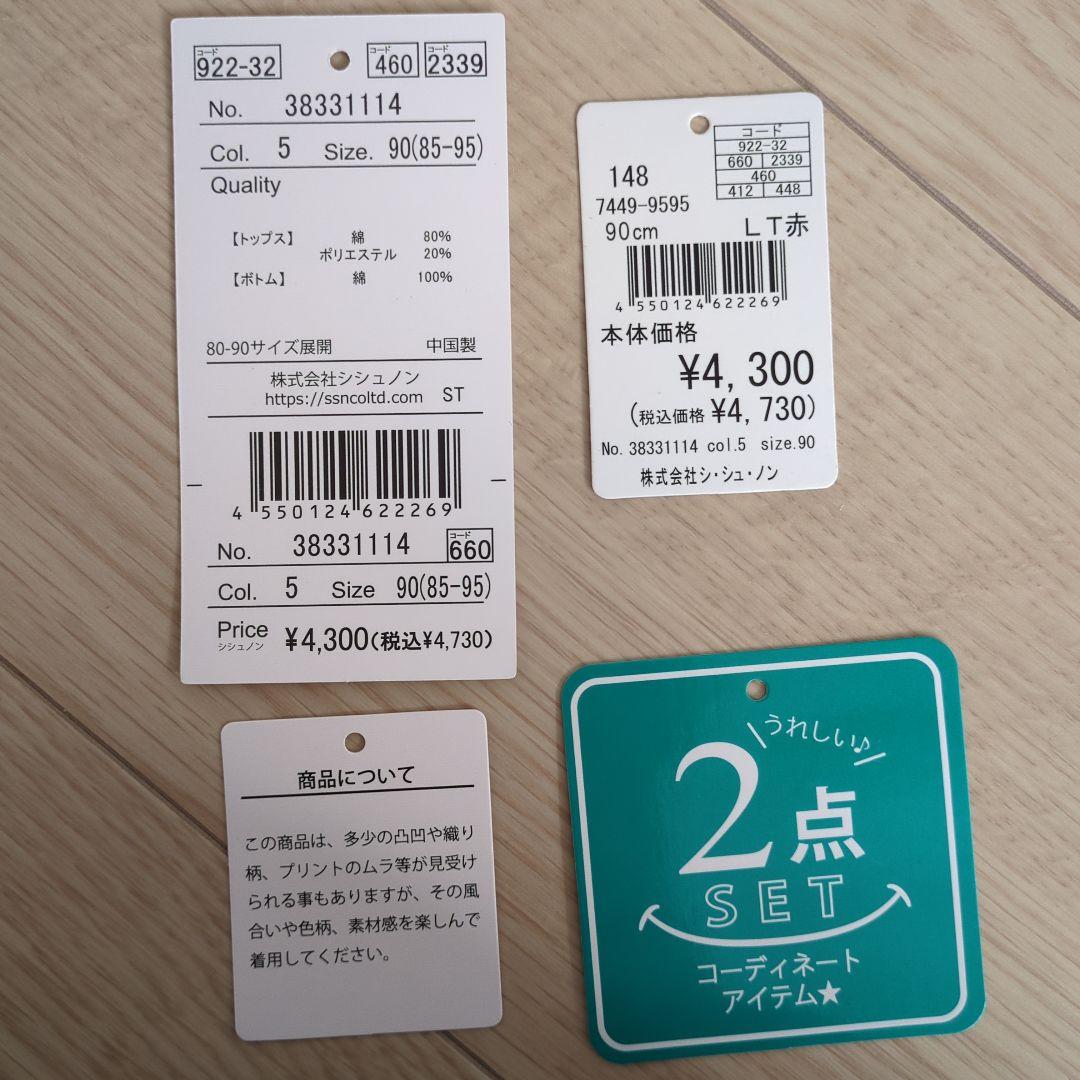 コード 922-32 コード 460 コード 2339
No. 38331114
Col. 5 Size. 90(85-95)
Quality
【トップス】 綿 80%
ポリエステル 20%
【ボトム】 綿 100%
80-90サイズ展開 中国製
株式会社シシュノン
https://ssncoltd.com ST
4 550124 622269
No. 38331114 コード 660
Col. 5 Size 90(85-95)
Price シシュノン ¥4,300(税込¥4,730)
コード
922-32
660 2339
460
412 448
148
7449-9595
90cm LT赤
4 550124 622269
本体価格
¥4,300
(税込価格 ¥4,730)
No. 38331114 col.5 size.90
株式会社シ・シュ・ノン
商品について
この商品は、多少の凸凹や織り
柄、プリントのムラ等が見受け
られる事もありますが、その風
合いや色柄、素材感を楽しんで
着用してください。
うれしい♪
2点
SET
コーディネート
アイテム★